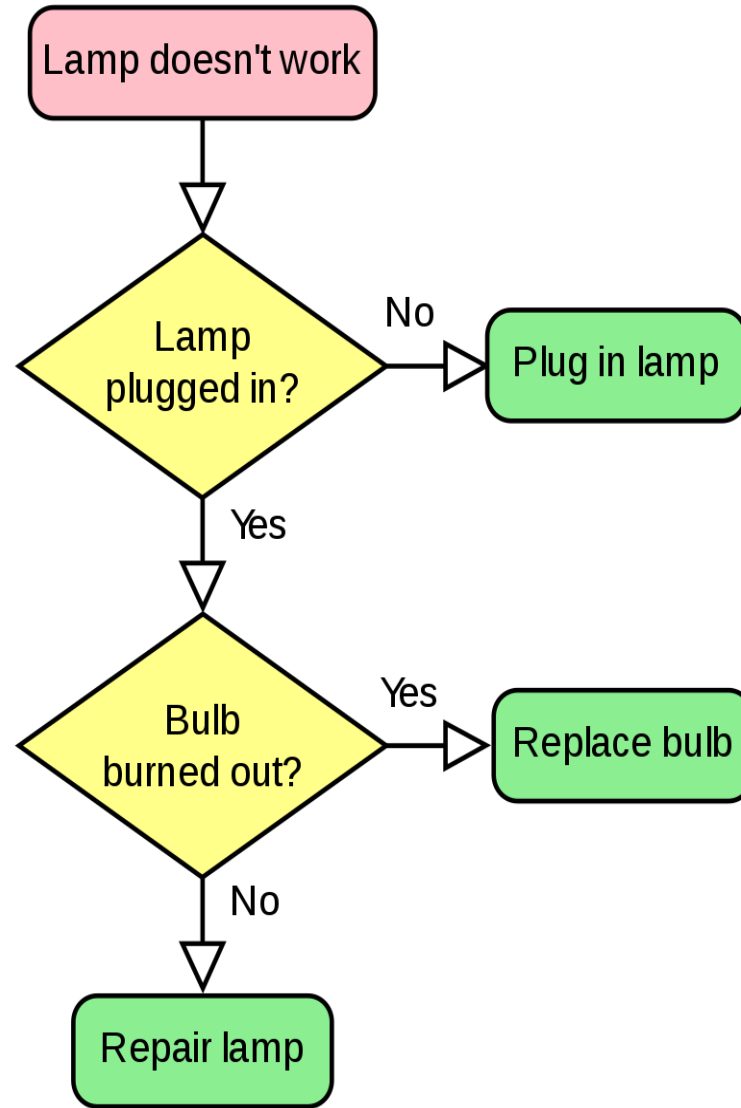 Lamp doesn't work
Lamp
plugged in?
No
Plug in lamp
Yes
Bulb
burned out?
Yes
Replace bulb
No
Repair lamp